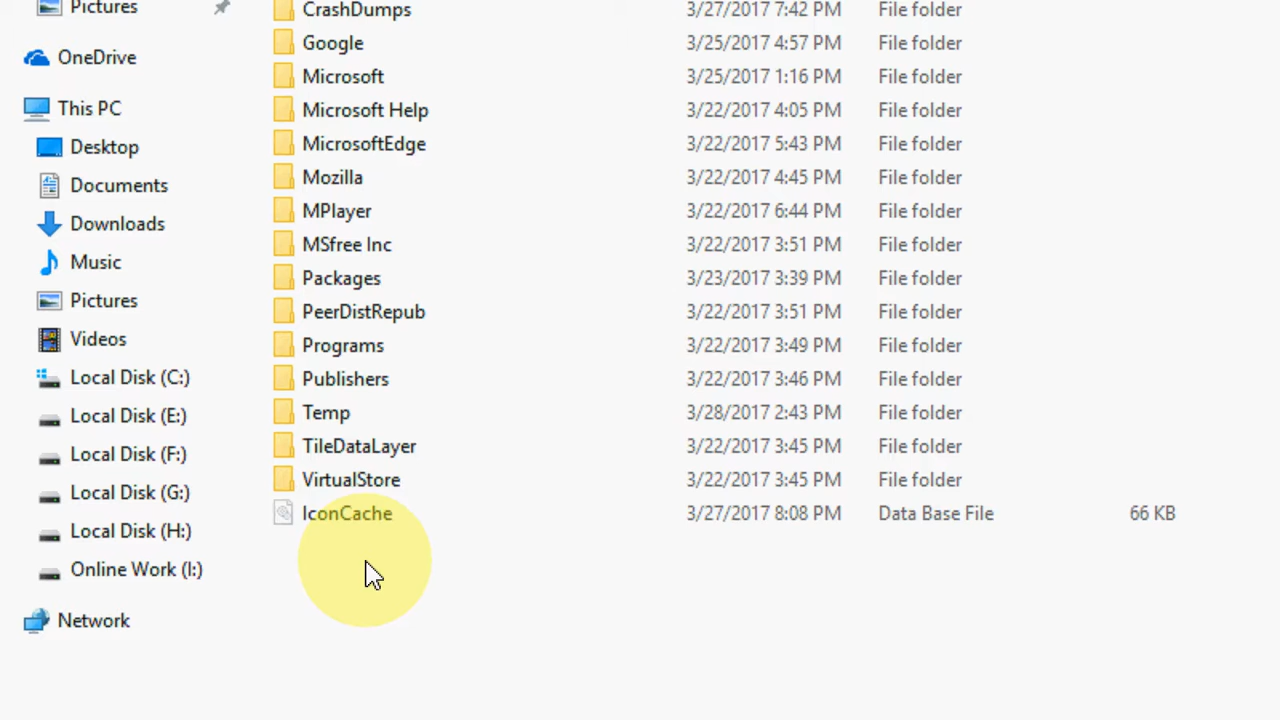 Pictures
OneDrive
This PC
Desktop
Documents
Downloads
Music
Pictures
Videos
Local Disk (C:)
Local Disk (E:)
Local Disk (F:)
Local Disk (G:)
Local Disk (H:)
Online Work (I:)
Network
CrashDumps 3/27/2017 7:42 PM File folder
Google 3/25/2017 4:57 PM File folder
Microsoft 3/25/2017 1:16 PM File folder
Microsoft Help 3/22/2017 4:05 PM File folder
MicrosoftEdge 3/22/2017 5:43 PM File folder
Mozilla 3/22/2017 4:45 PM File folder
MPlayer 3/22/2017 6:44 PM File folder
MSfree Inc 3/22/2017 3:51 PM File folder
Packages 3/23/2017 3:39 PM File folder
PeerDistRepub 3/22/2017 3:51 PM File folder
Programs 3/22/2017 3:49 PM File folder
Publishers 3/22/2017 3:46 PM File folder
Temp 3/28/2017 2:43 PM File folder
TileDataLayer 3/22/2017 3:45 PM File folder
VirtualStore 3/22/2017 3:45 PM File folder
IconCache 3/27/2017 8:08 PM Data Base File 66 KB